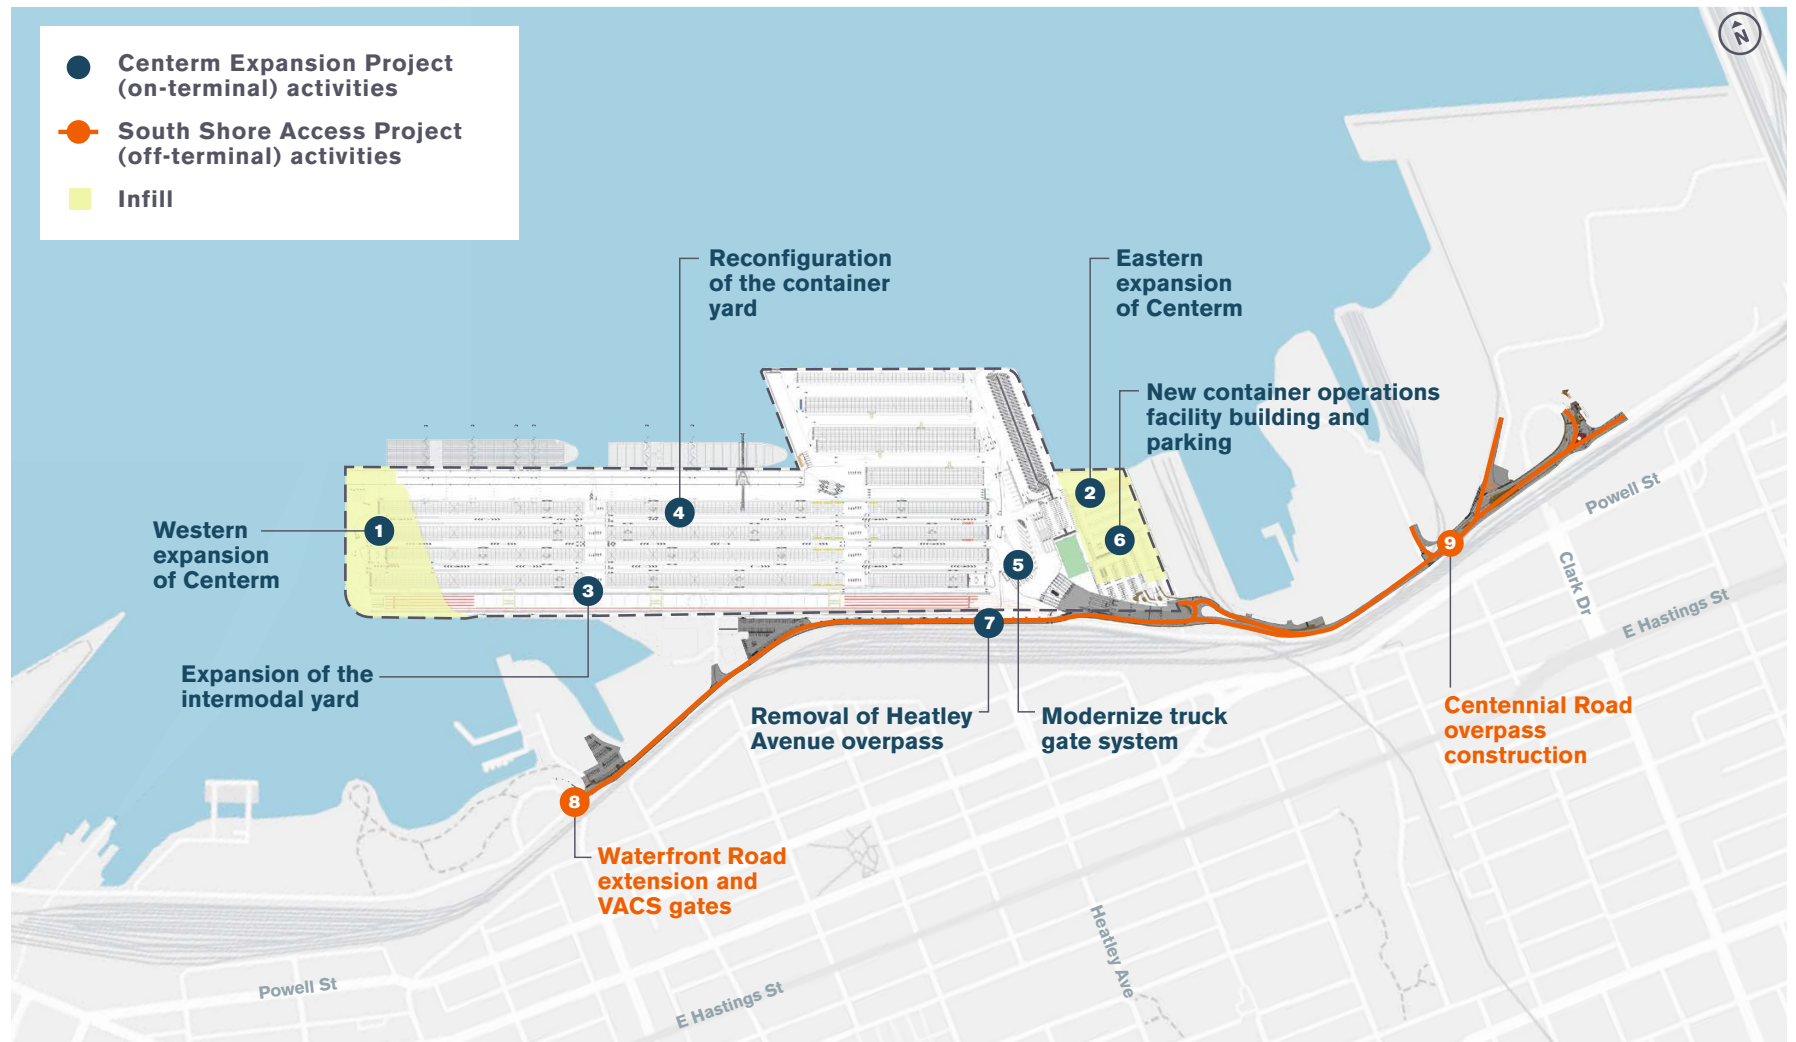 N
Centerm Expansion Project
(on-terminal) activities
South Shore Access Project
(off-terminal) activities
Infill
Reconfiguration
of the container
yard
Eastern
expansion
of Centerm
New container operations
facility building and
parking
Western
expansion
of Centerm
1
2
3
4
5
6
7
8
9
Expansion of the
intermodal yard
Removal of Heatley
Avenue overpass
Modernize truck
gate system
Centennial Road
overpass
construction
Waterfront Road
extension and
VACS gates
Powell St
Clark Dr
E Hastings St
Heatley Ave
Powell St
E Hastings St